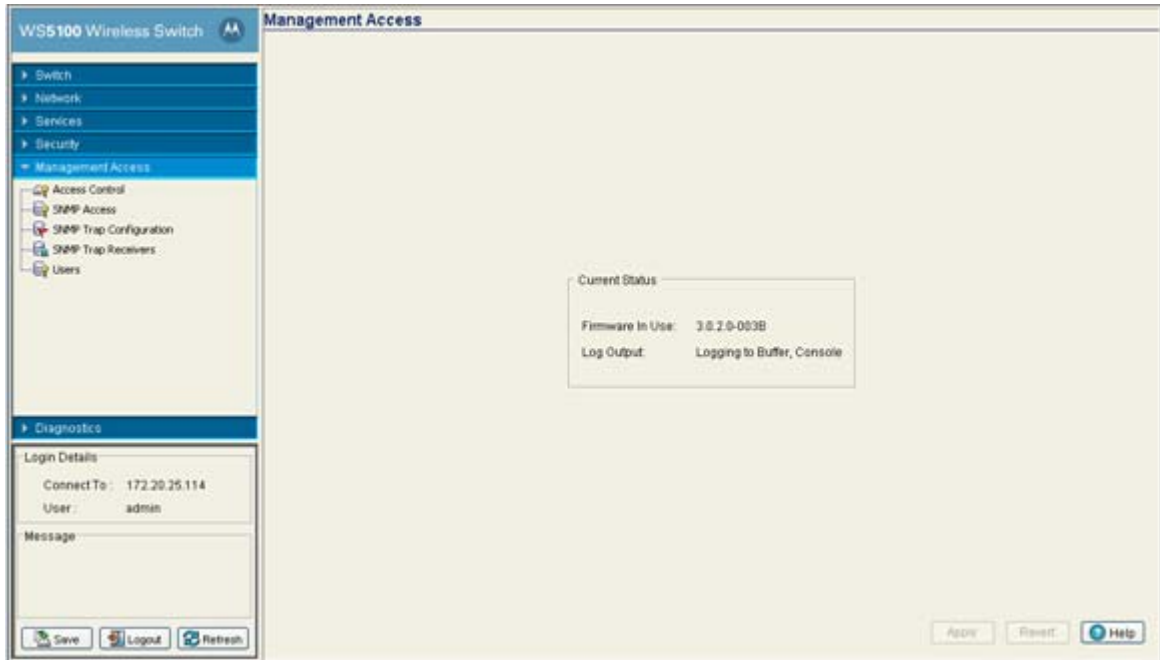 WS5100 Wireless Switch
Management Access
Switch
Network
Services
Security
Management Access
Access Control
SNMP Access
SNMP Trap Configuration
SNMP Trap Receivers
Users
Current Status
Firmware In Use: 3.0.2.0-003B
Log Output: Logging to Buffer, Console
Diagnostics
Login Details
Connect To : 172.20.25.114
User : admin
Message
Save Logout Refresh
Apply Revert Help